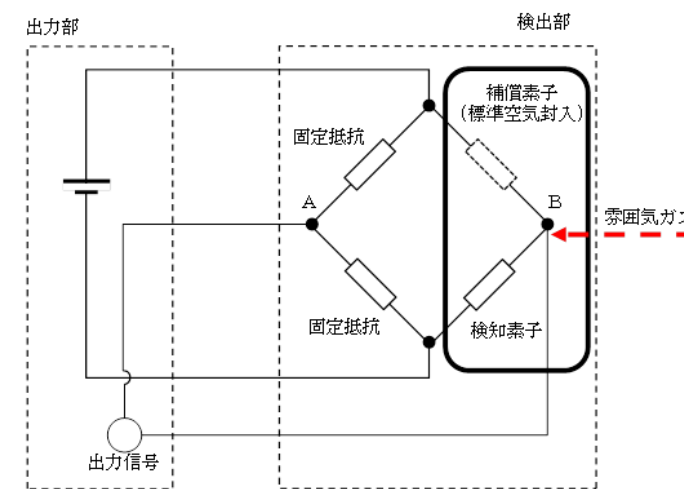 出力部
検出部
補償素子
(標準空気封入)
固定抵抗
A
B
雰囲気ガス
固定抵抗
検知素子
出力信号